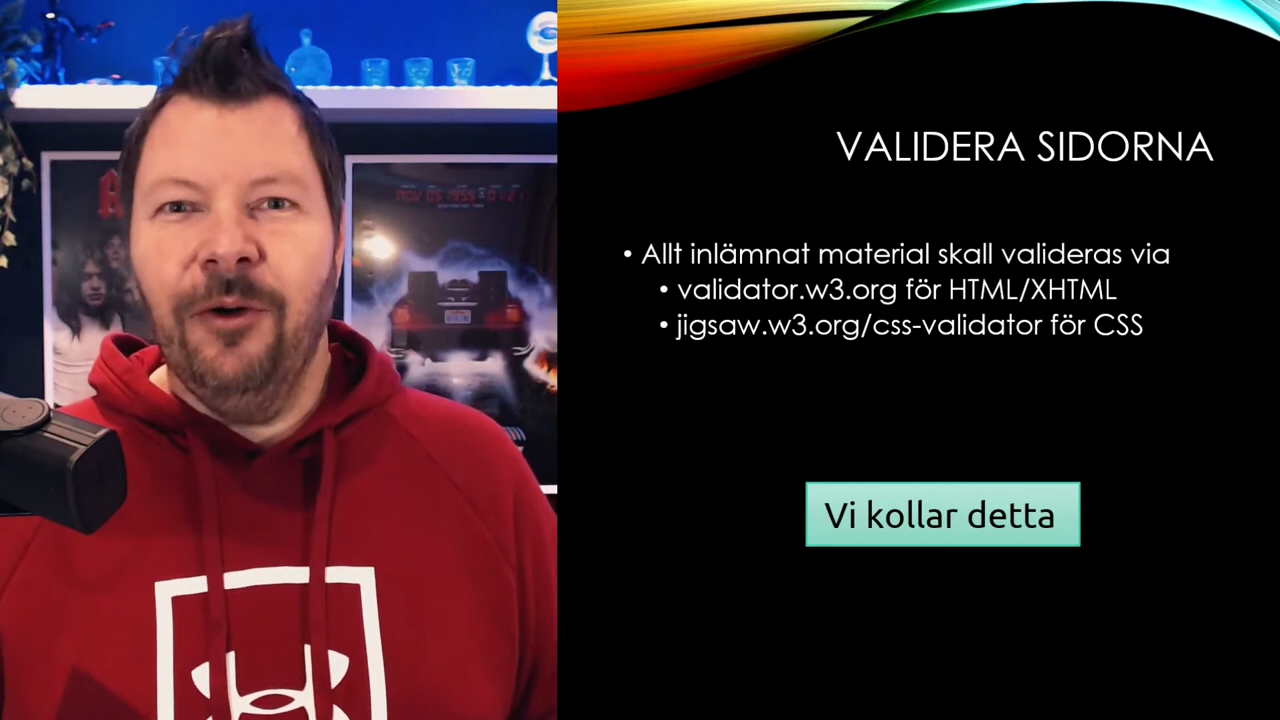 VALIDERA SIDORNA
• Allt inlämnat material skall valideras via
• validator.w3.org för HTML/XHTML
• jigsaw.w3.org/css-validator för CSS
Vi kollar detta